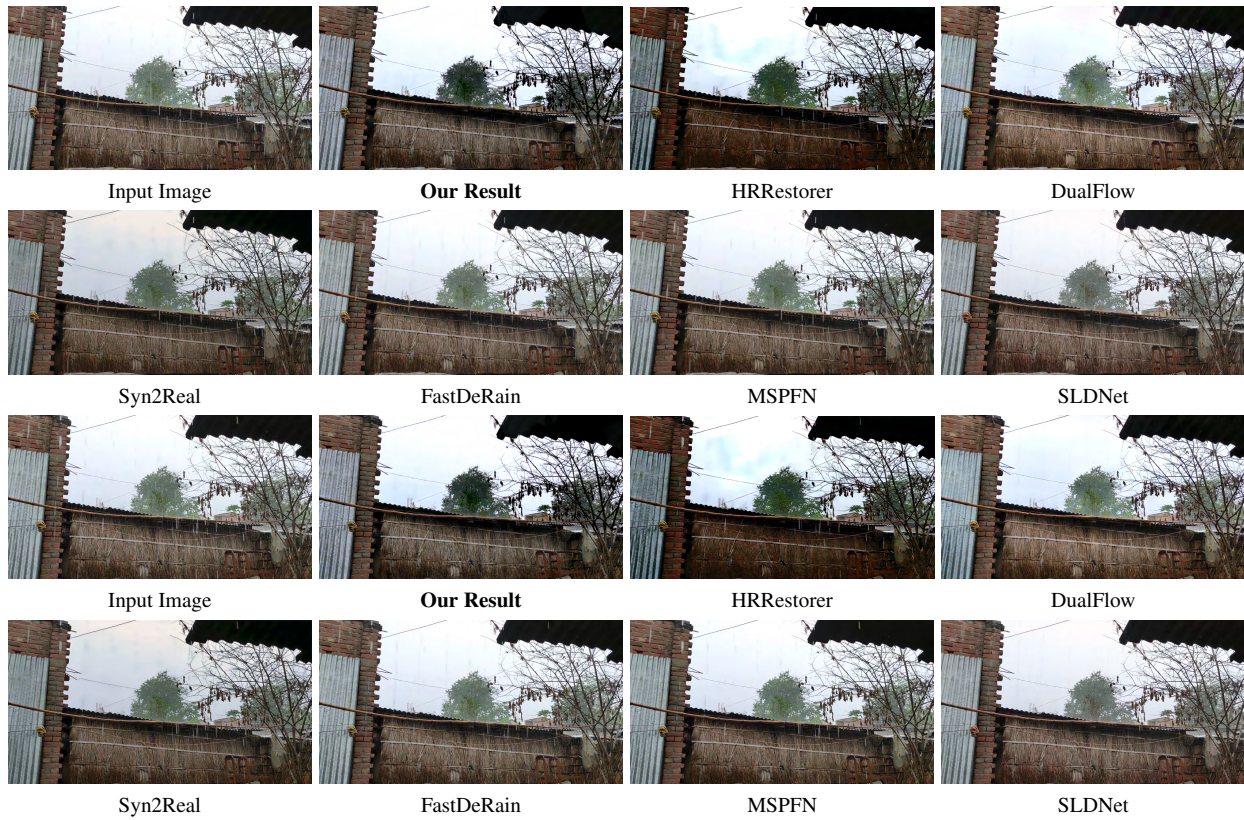 Input Image
Our Result
HRRestorer
DualFlow
Syn2Real
FastDeRain
MSPFN
SLDNet
Input Image
Our Result
HRRestorer
DualFlow
Syn2Real
FastDeRain
MSPFN
SLDNet